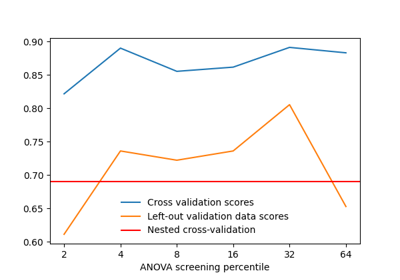 0.90
0.85
0.80
0.75
0.70
0.65
0.60
Cross validation scores
Left-out validation data scores
Nested cross-validation
2 4 8 16 32 64
ANOVA screening percentile